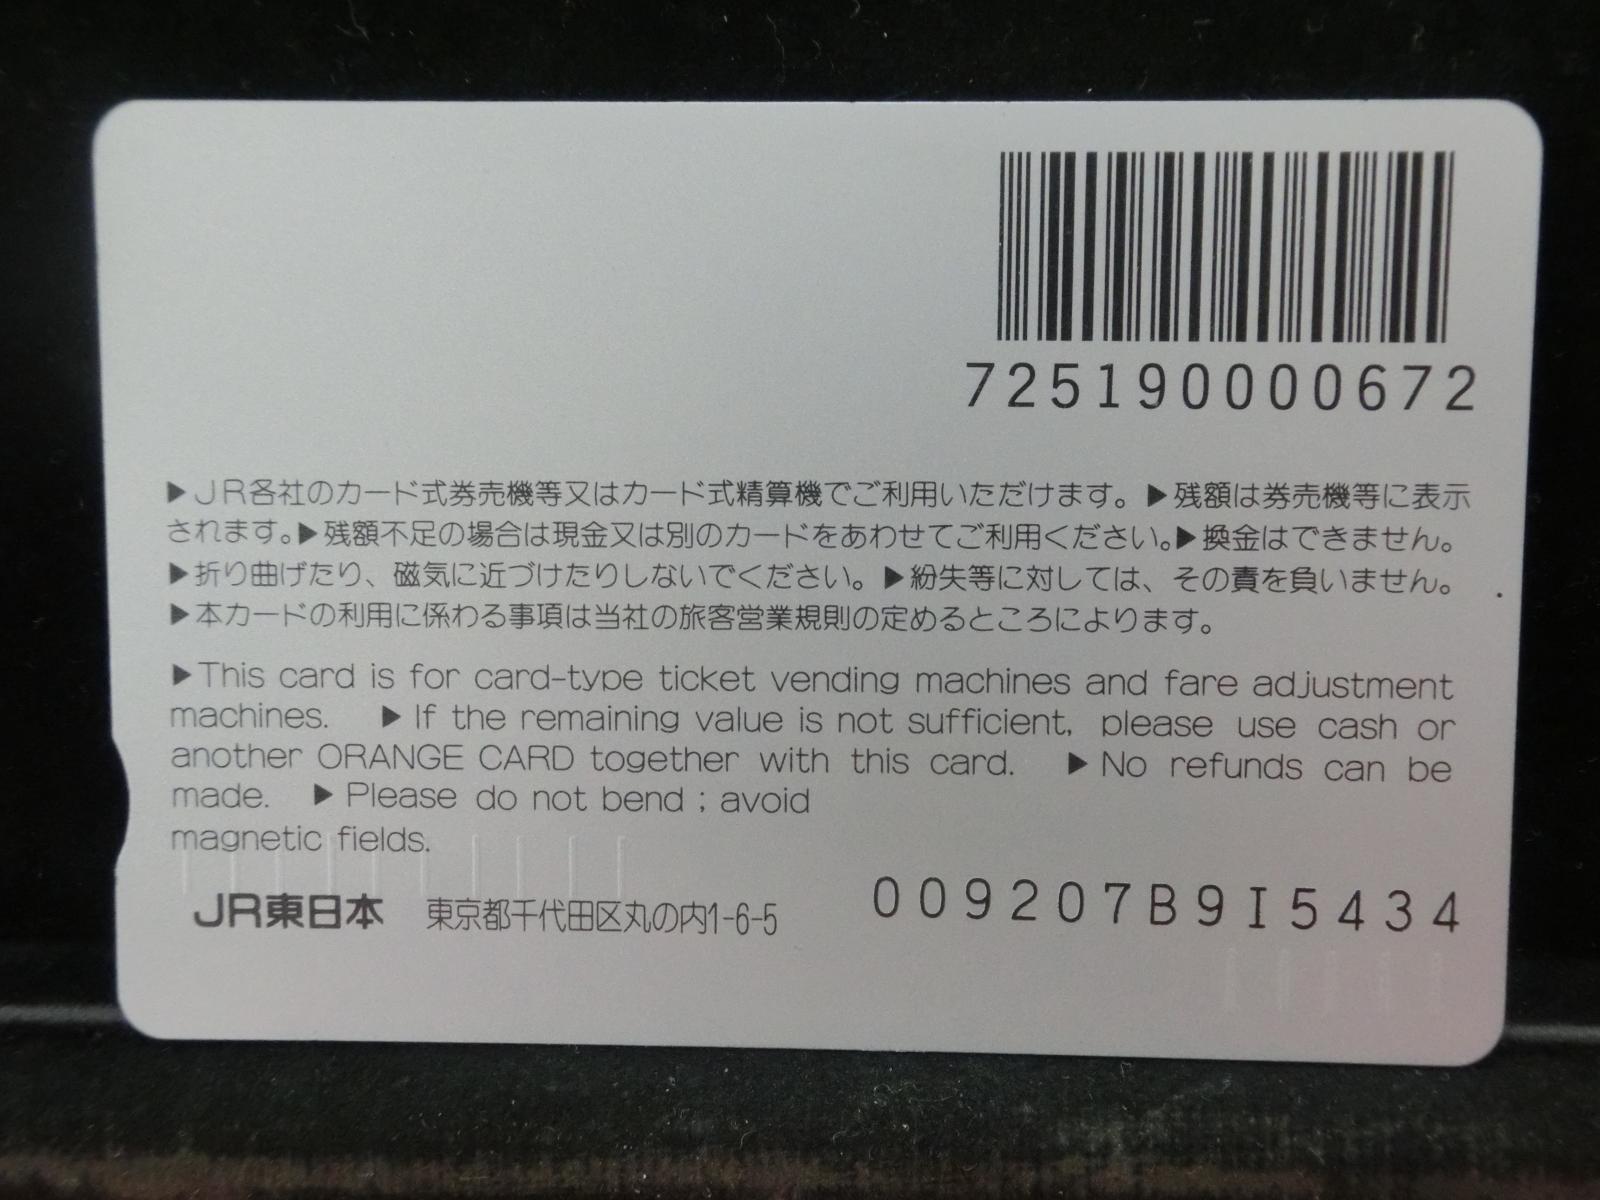 725190000672
▶JR各社のカード式券売機等又はカード式精算機でご利用いただけます。▶残額は券売機等に表示
されます。▶残額不足の場合は現金又は別のカードをあわせてご利用ください。▶換金はできません。
▶折り曲げたり、磁気に近づけたりしないでください。▶紛失等に対しては、その責を負いません。
▶本カードの利用に係わる事項は当社の旅客営業規則の定めるところによります。
▶This card is for card-type ticket vending machines and fare adjustment
machines. ▶If the remaining value is not sufficient, please use cash or
another ORANGE CARD together with this card. ▶No refunds can be
made. ▶Please do not bend ; avoid
magnetic fields.
JR東日本 東京都千代田区丸の内1-6-5
009207B9I5434